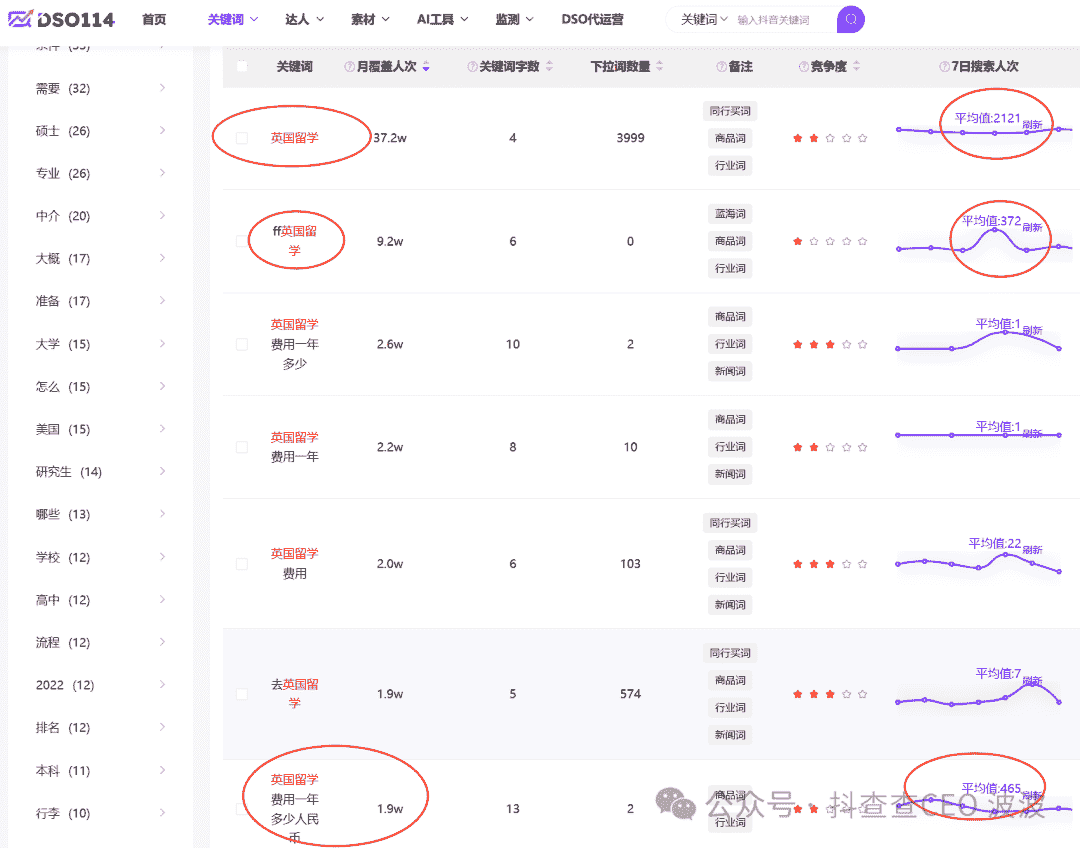 DSO114 首页 关键词 达人 素材 AI工具 监测 DSO代运营 关键词 输入抖音关键词
条件 (33)
需要 (32)
硕士 (26)
专业 (26)
中介 (20)
大概 (17)
准备 (17)
大学 (15)
怎么 (15)
美国 (15)
研究生 (14)
哪些 (13)
学校 (12)
高中 (12)
流程 (12)
2022 (12)
排名 (12)
本科 (11)
行李 (10)
关键词 月覆盖人次 关键词字数 下拉词数量 备注 竞争度 7日搜索人次
英国留学 37.2w 4 3999
同行买词
商品词
行业词
平均值:2121 刷新
ff英国留
学
9.2w 6 0
蓝海词
商品词
行业词
平均值:372 刷新
英国留学
费用一年
多少
2.6w 10 2
商品词
行业词
新闻词
平均值:1 刷新
英国留学
费用一年
2.2w 8 10
商品词
行业词
新闻词
平均值:1 刷新
英国留学
费用
2.0w 6 103
同行买词
商品词
行业词
新闻词
平均值:22 刷新
去英国留
学
1.9w 5 574
同行买词
商品词
行业词
新闻词
平均值:7 刷新
英国留学
费用一年
多少人民
币
1.9w 13 2
商品词
行业词
平均值:465 刷新
公众号 · 抖查查CEO 波波